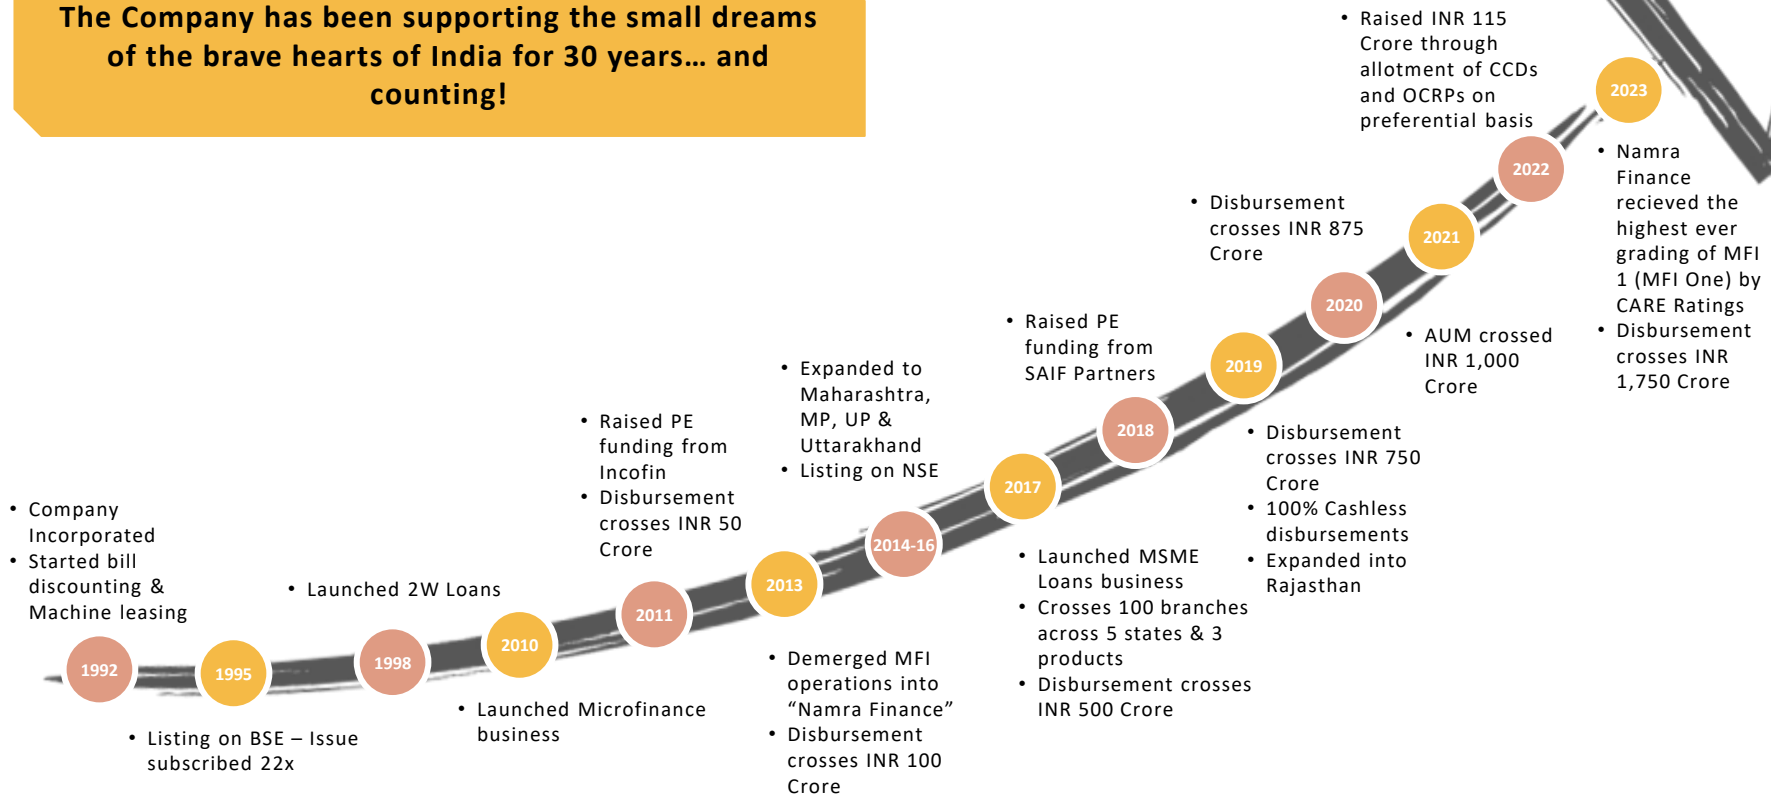 The Company has been supporting the small dreams
of the brave hearts of India for 30 years… and
counting!
• Company
Incorporated
• Started bill
discounting &
Machine leasing
1992
1995
• Listing on BSE – Issue
subscribed 22x
• Launched 2W Loans
1998
2010
• Launched Microfinance
business
• Raised PE
funding from
Incofin
• Disbursement
crosses INR 50
Crore
2011
2013
• Demerged MFI
operations into
“Namra Finance”
• Disbursement
crosses INR 100
Crore
• Expanded to
Maharashtra,
MP, UP &
Uttarakhand
• Listing on NSE
2014-16
2017
• Launched MSME
Loans business
• Crosses 100 branches
across 5 states & 3
products
• Disbursement crosses
INR 500 Crore
• Raised PE
funding from
SAIF Partners
2018
2019
• Disbursement
crosses INR 750
Crore
• 100% Cashless
disbursements
• Expanded into
Rajasthan
• Disbursement
crosses INR 875
Crore
2020
2021
• AUM crossed
INR 1,000
Crore
• Raised INR 115
Crore through
allotment of CCDs
and OCRPs on
preferential basis
2022
2023
• Namra
Finance
recieved the
highest ever
grading of MFI
1 (MFI One) by
CARE Ratings
• Disbursement
crosses INR
1,750 Crore